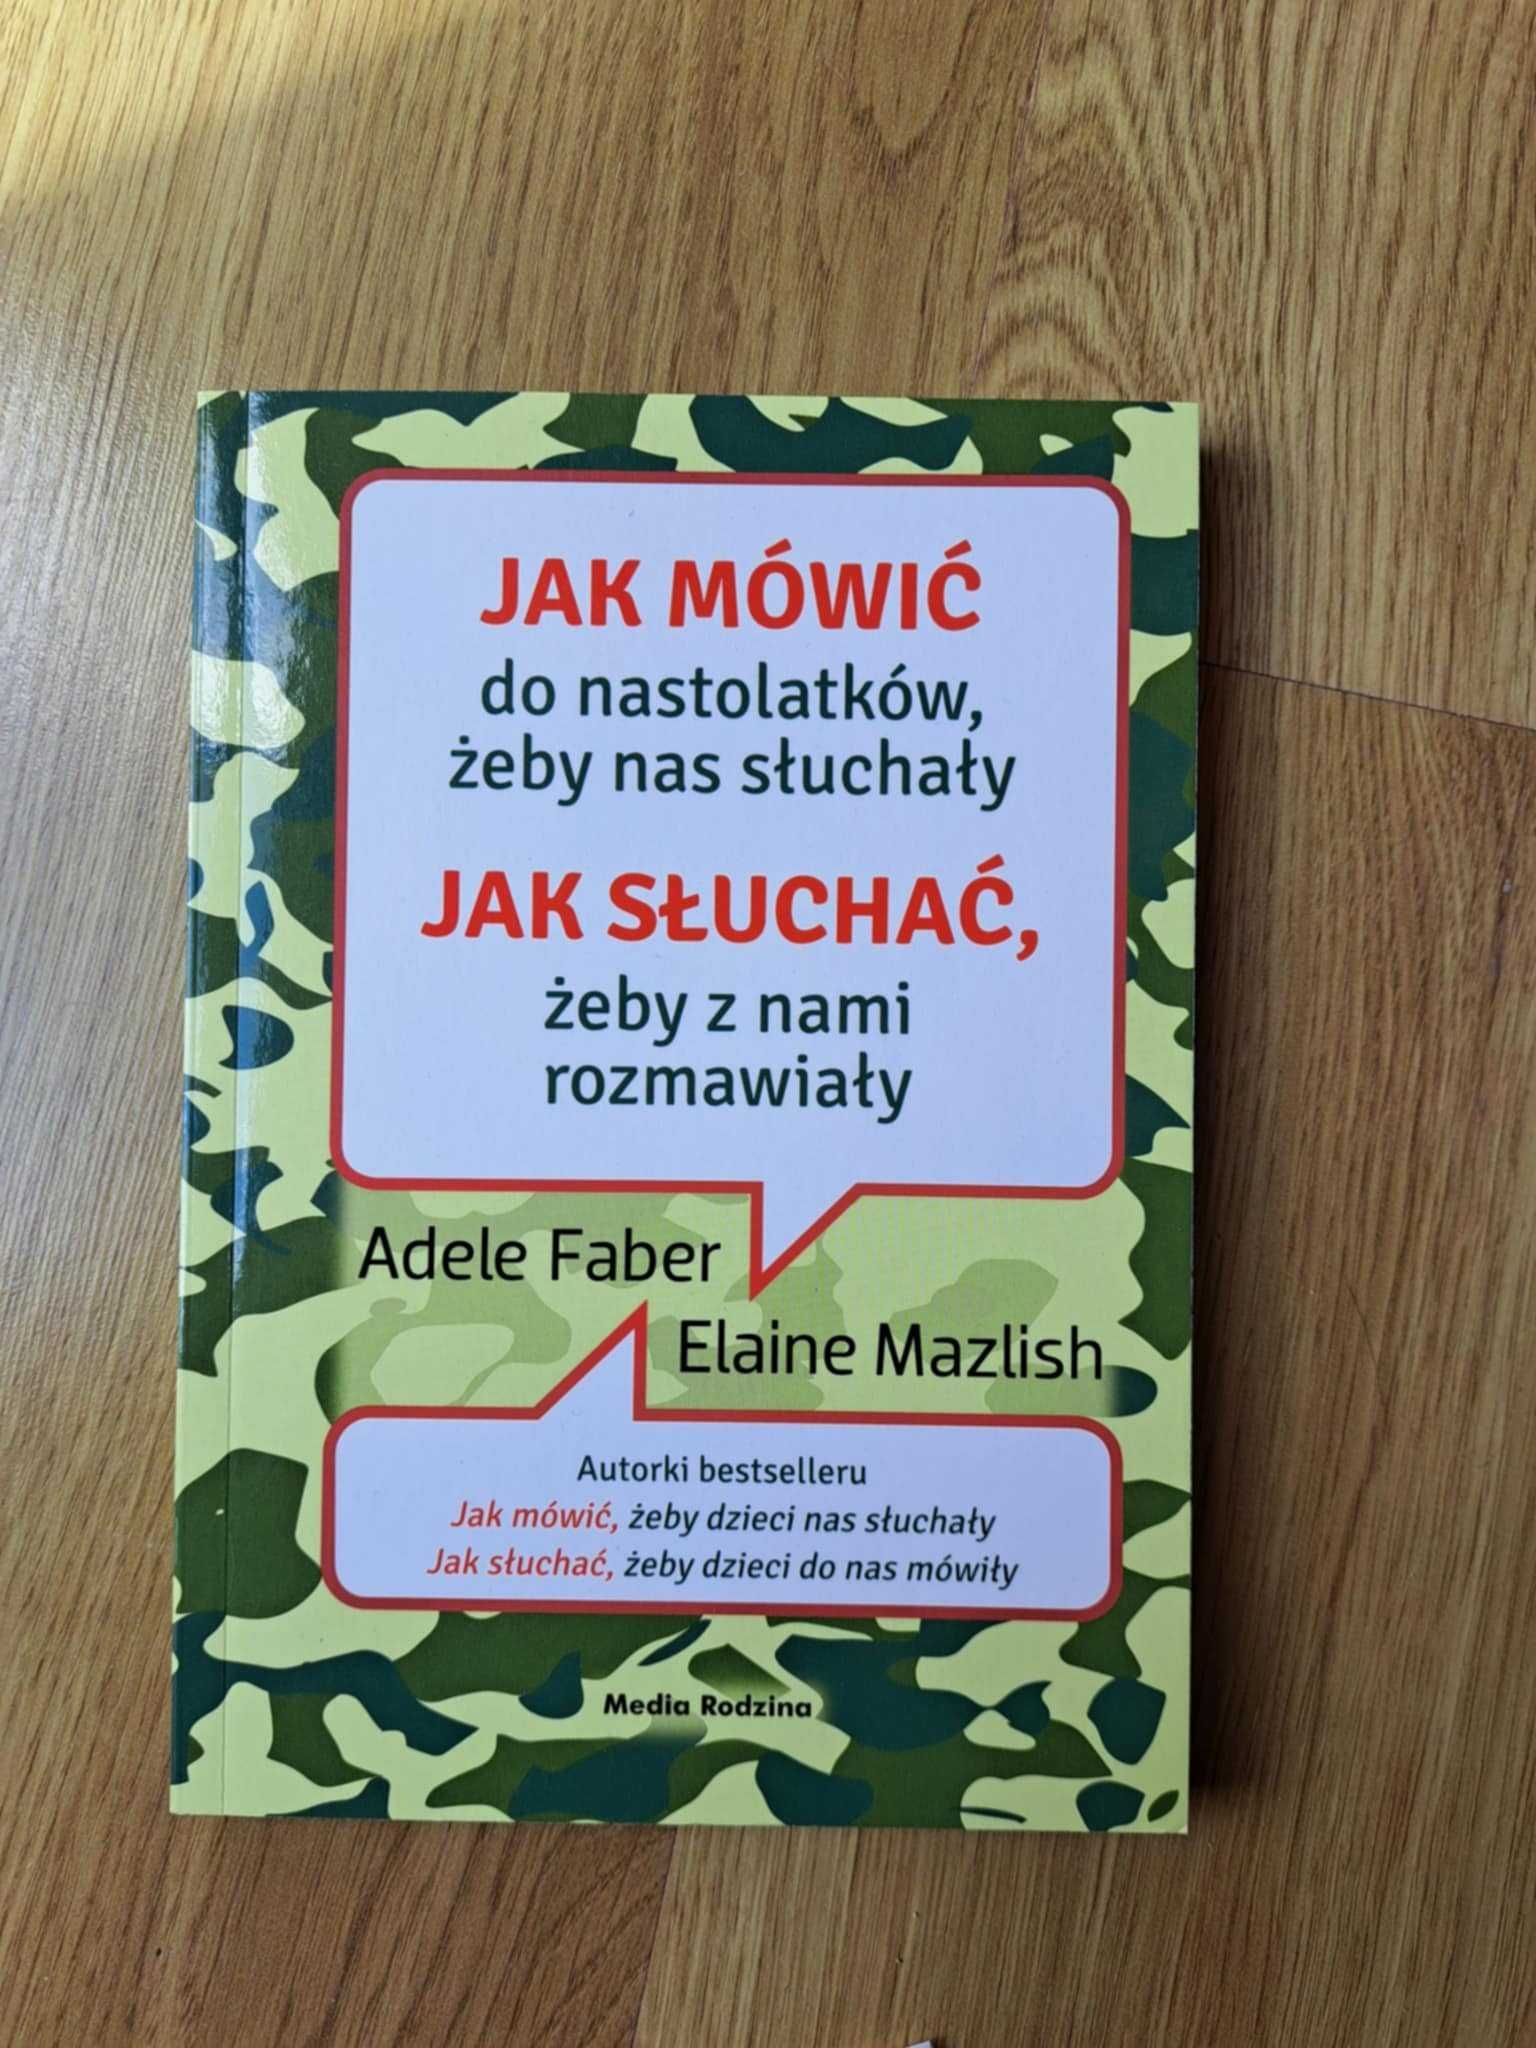 JAK MÓWIĆ
do nastolatków,
żeby nas słuchały
JAK SŁUCHAĆ,
żeby z nami
rozmawiały
Adele Faber
Elaine Mazlish
Autorki bestselleru
Jak mówić, żeby dzieci nas słuchały
Jak słuchać, żeby dzieci do nas mówiły
Media Rodzina